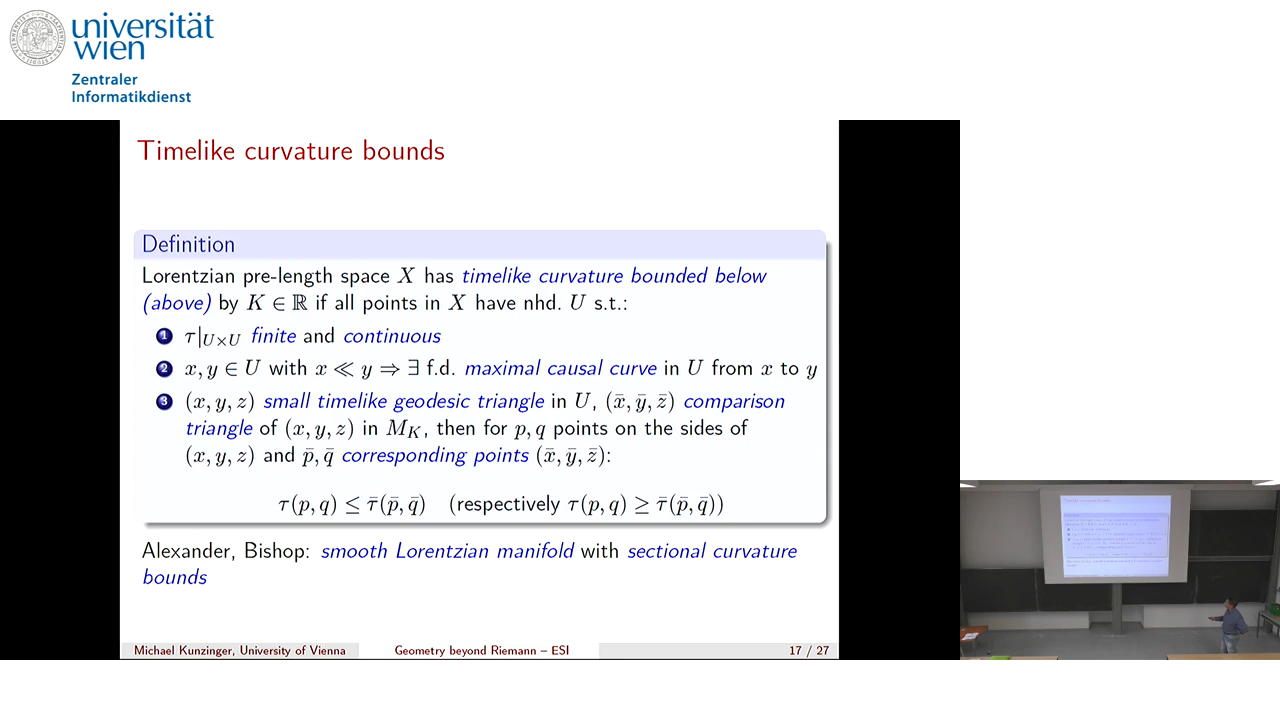 universität
wien
Zentraler
Informatikdienst
Timelike curvature bounds
Definition
Lorentzian pre-length space X has timelike curvature bounded below
(above) by K ∈ ℝ if all points in X have nhd. U s.t.:
1 τ|U×U finite and continuous
2 x, y ∈ U with x ≪ y ⇒ ∃ f.d. maximal causal curve in U from x to y
3 (x, y, z) small timelike geodesic triangle in U, (x̄, ȳ, z̄) comparison
triangle of (x, y, z) in M_K, then for p, q points on the sides of
(x, y, z) and p̄, q̄ corresponding points (x̄, ȳ, z̄):
τ(p, q) ≤ τ̄(p̄, q̄) (respectively τ(p, q) ≥ τ̄(p̄, q̄))
Alexander, Bishop: smooth Lorentzian manifold with sectional curvature
bounds
Michael Kunzinger, University of Vienna Geometry beyond Riemann – ESI 17 / 27